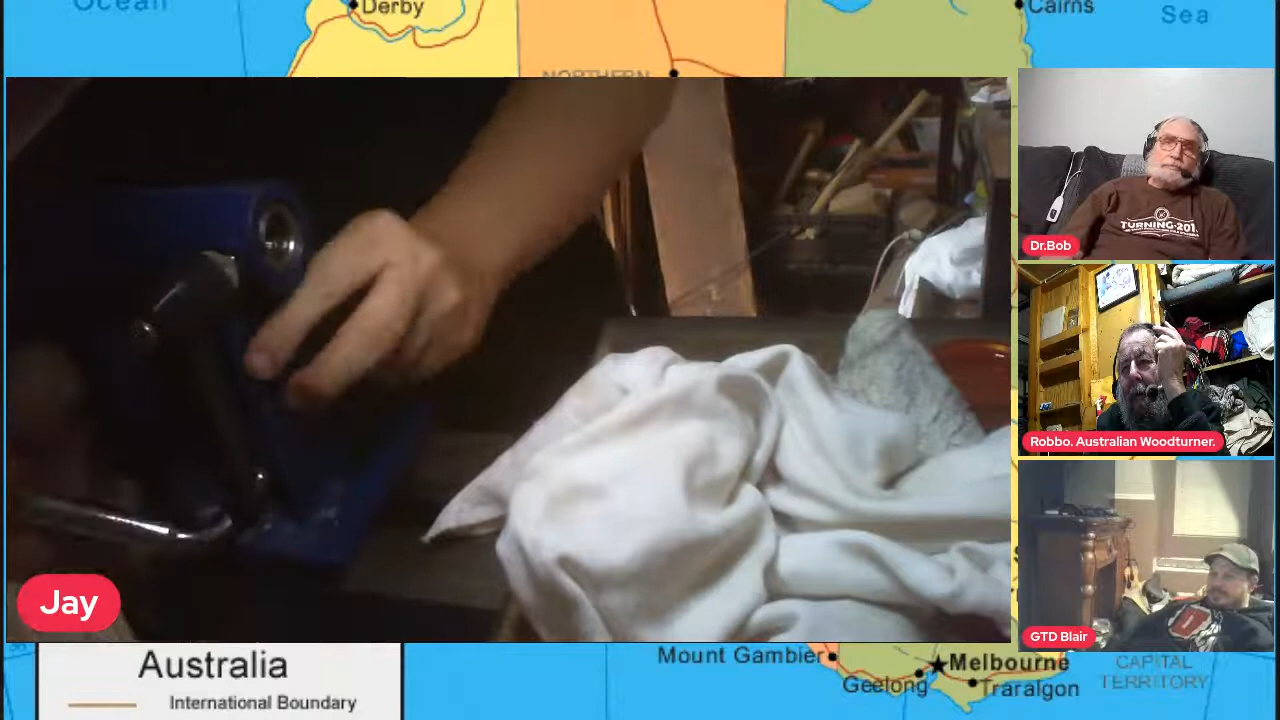 Ocean
Derby
Cairns
Sea
NORTHERN
TURNING-201
Dr.Bob
Robbo. Australian Woodturner.
GTD Blair
Jay
Australia
International Boundary
Mount Gambier
Geelong
Melbourne
Traralgon
CAPITAL
TERRITORY